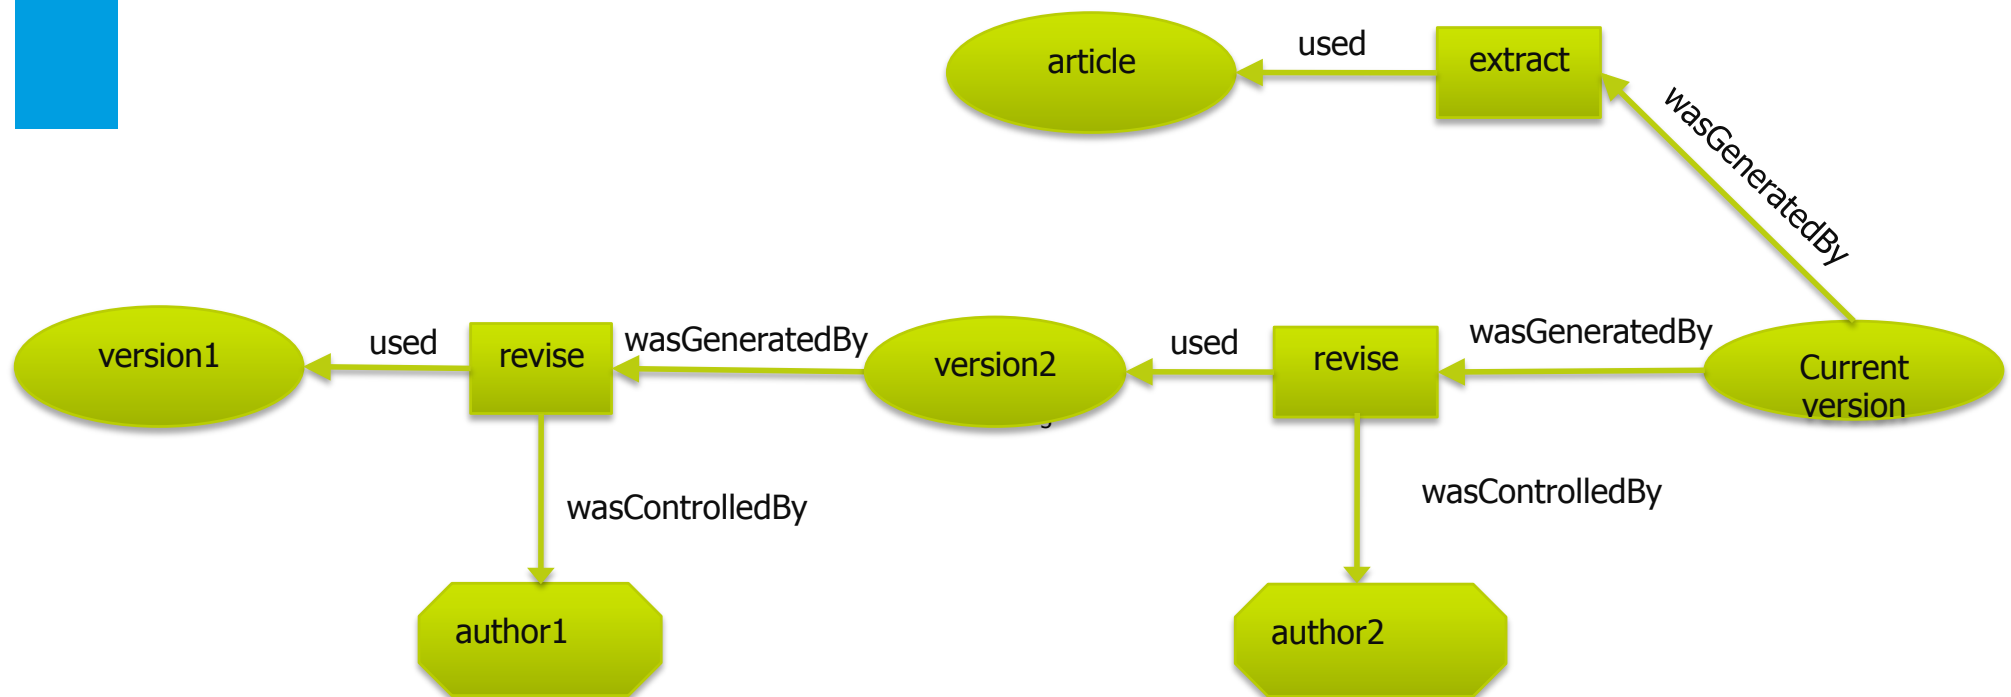 article
used
extract
wasGeneratedBy
version1
used
revise
wasGeneratedBy
version2
used
revise
wasGeneratedBy
Current
version
wasControlledBy
wasControlledBy
author1
author2